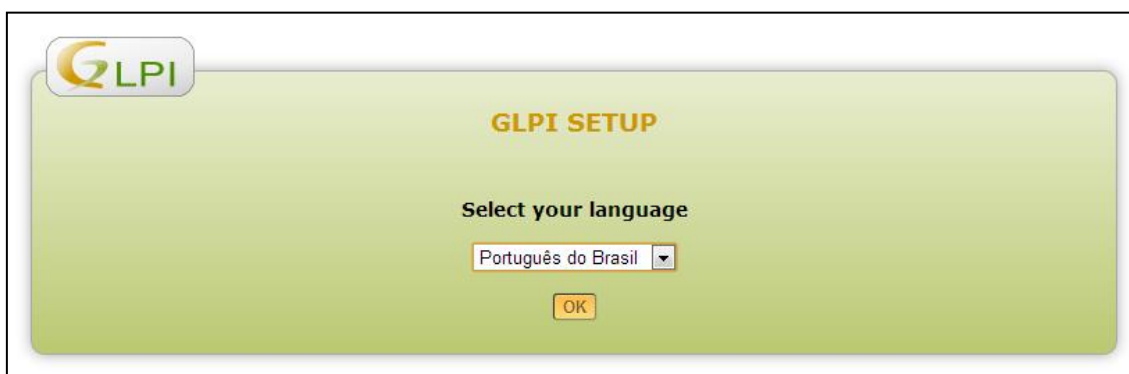 GLPI
GLPI SETUP
Select your language
Português do Brasil
OK